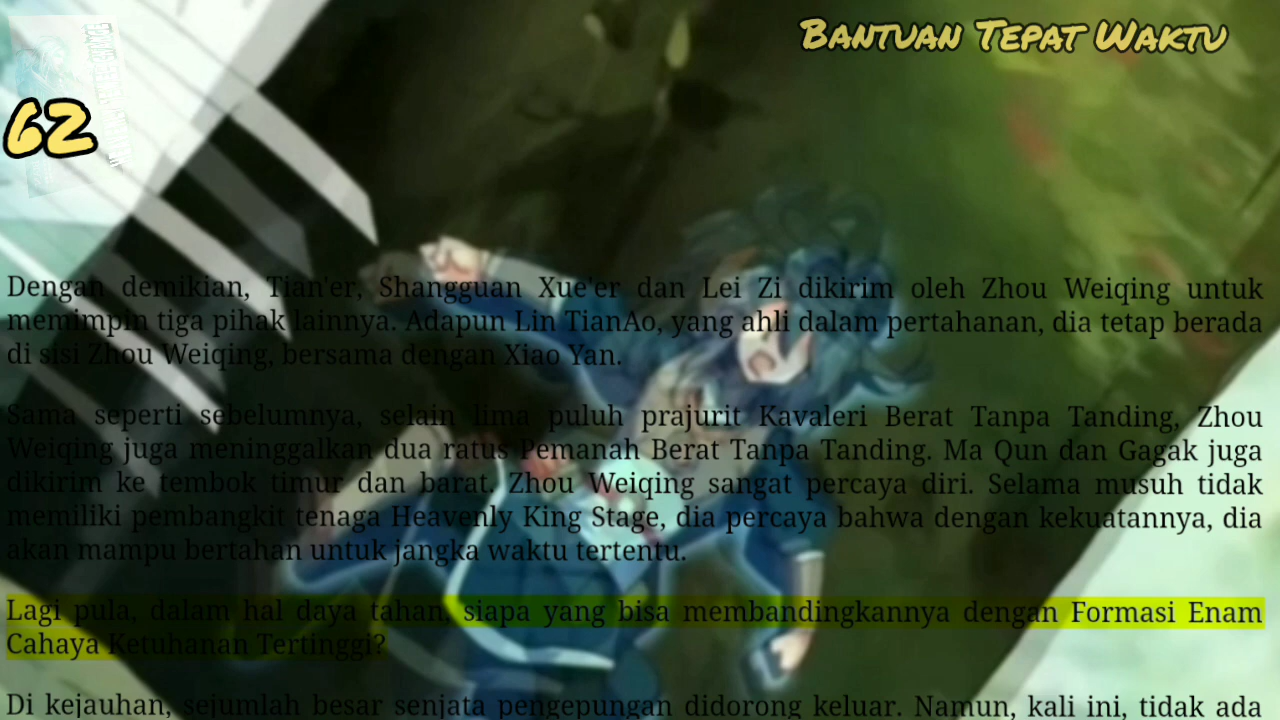 Bantuan Tepat Waktu
62
Dengan demikian, Tian'er, Shangguan Xue'er dan Lei Zi dikirim oleh Zhou Weiqing untuk
memimpin tiga pihak lainnya. Adapun Lin TianAo, yang ahli dalam pertahanan, dia tetap berada
di sisi Zhou Weiqing, bersama dengan Xiao Yan.
Sama seperti sebelumnya, selain lima puluh prajurit Kavaleri Berat Tanpa Tanding, Zhou
Weiqing juga meninggalkan dua ratus Pemanah Berat Tanpa Tanding. Ma Qun dan Gagak juga
dikirim ke tembok timur dan barat. Zhou Weiqing sangat percaya diri. Selama musuh tidak
memiliki pembangkit tenaga Heavenly King Stage, dia percaya bahwa dengan kekuatannya, dia
akan mampu bertahan untuk jangka waktu tertentu.
Lagi pula, dalam hal daya tahan, siapa yang bisa membandingkannya dengan Formasi Enam
Cahaya Ketuhanan Tertinggi?
Di kejauhan, sejumlah besar senjata pengepungan didorong keluar. Namun, kali ini, tidak ada